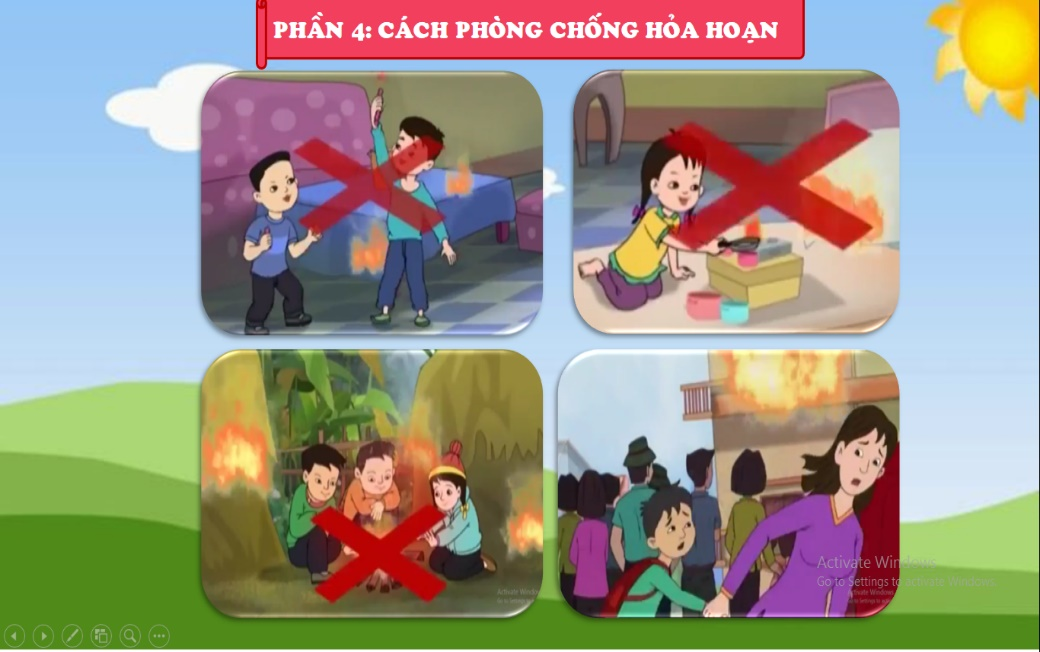 PHẦN 4: CÁCH PHÒNG CHỐNG HỎA HOẠN
Activate Windows
Go to Settings to activate Windows.